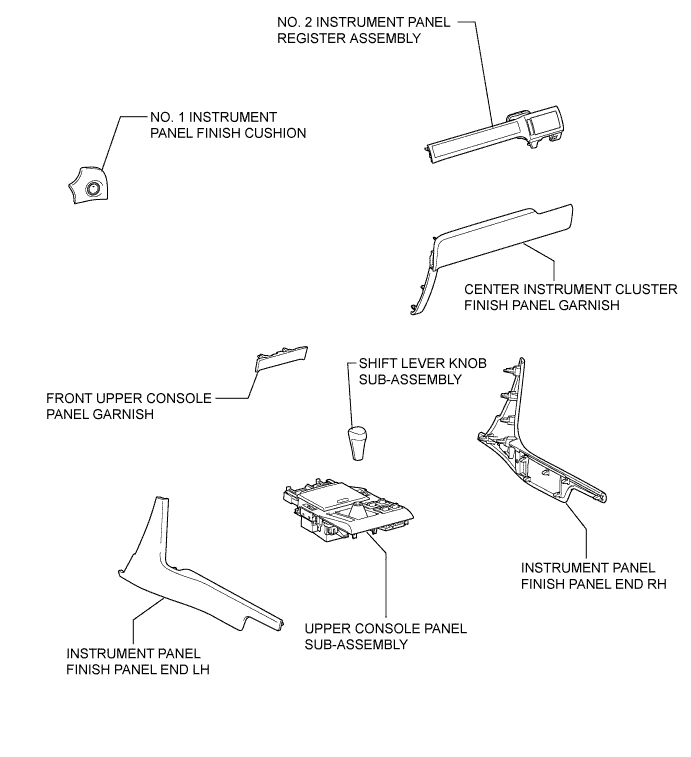 NO. 2 INSTRUMENT PANEL
REGISTER ASSEMBLY
NO. 1 INSTRUMENT
PANEL FINISH CUSHION
CENTER INSTRUMENT CLUSTER
FINISH PANEL GARNISH
SHIFT LEVER KNOB
SUB-ASSEMBLY
FRONT UPPER CONSOLE
PANEL GARNISH
INSTRUMENT PANEL
FINISH PANEL END RH
UPPER CONSOLE PANEL
SUB-ASSEMBLY
INSTRUMENT PANEL
FINISH PANEL END LH